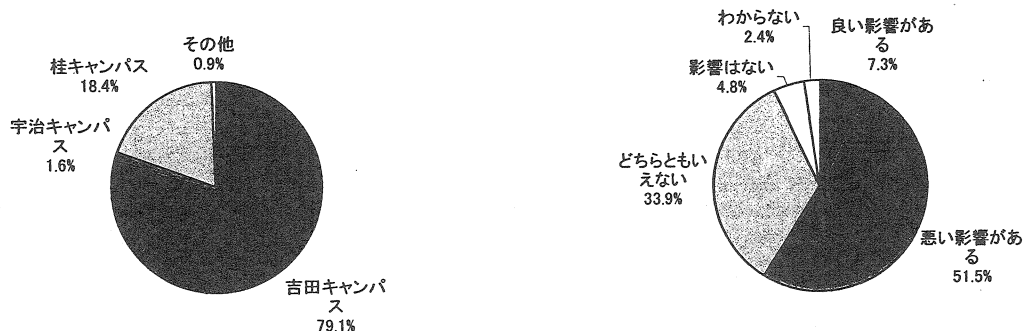 その他
0.9%
桂キャンパス
18.4%
宇治キャンパ
ス
1.6%
吉田キャンパ
ス
79.1%
わからない
2.4%
良い影響があ
る
7.3%
影響はない
4.8%
どちらともい
えない
33.9%
悪い影響があ
る
51.5%